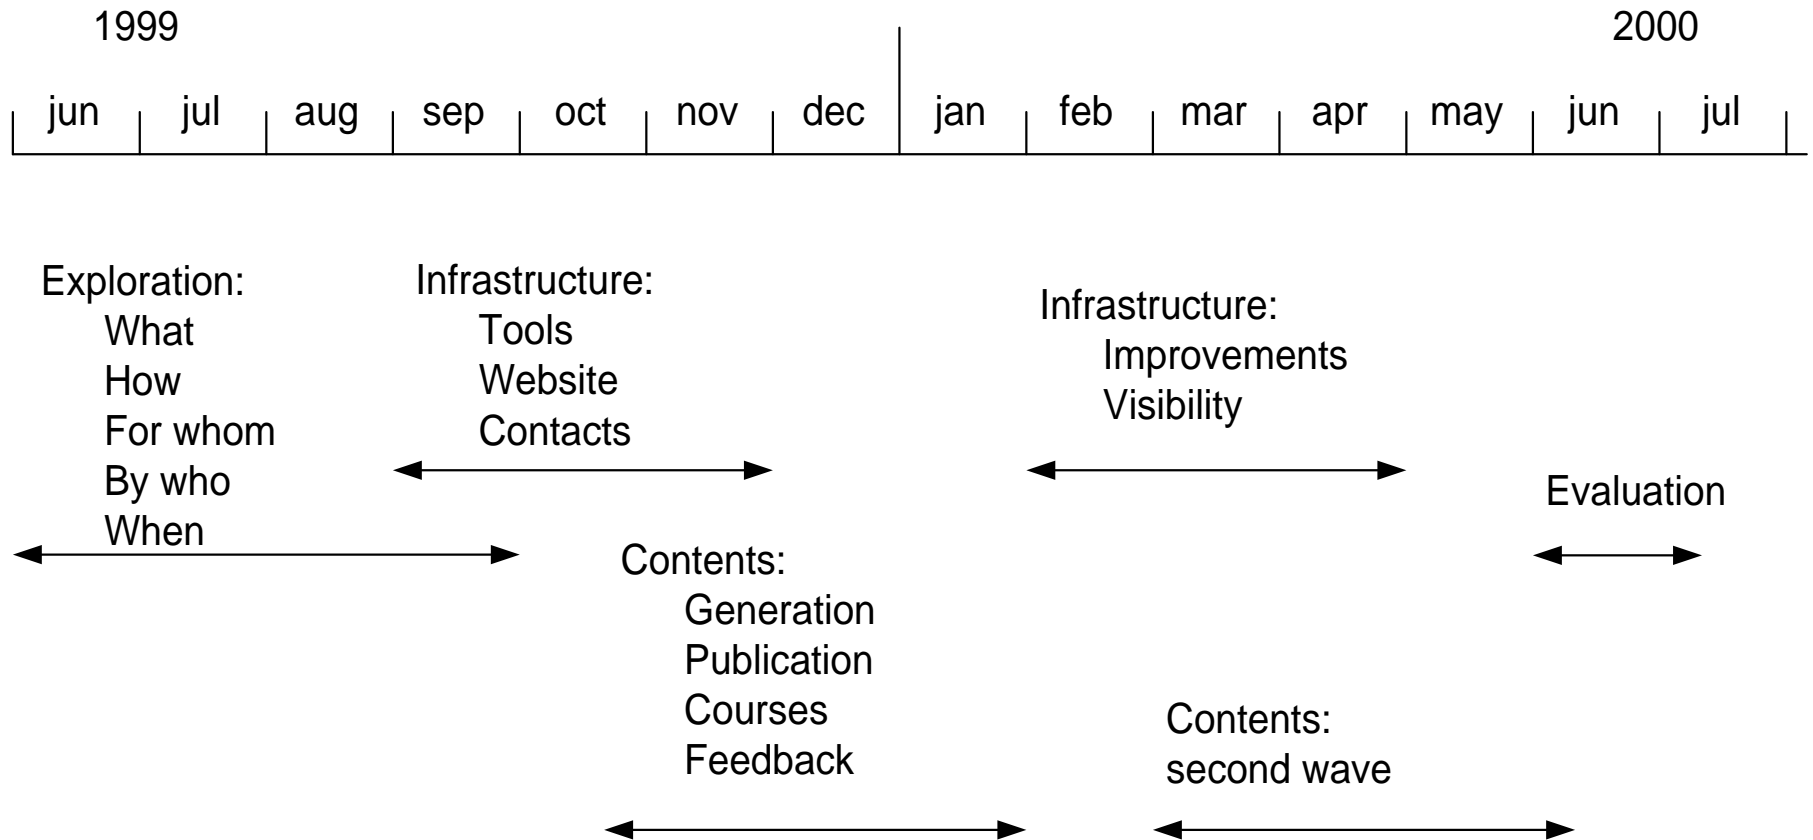 1999 2000
jun jul aug sep oct nov dec jan feb mar apr may jun jul
Exploration:
What
How
For whom
By who
When
Infrastructure:
Tools
Website
Contacts
Contents:
Generation
Publication
Courses
Feedback
Infrastructure:
Improvements
Visibility
Contents:
second wave
Evaluation